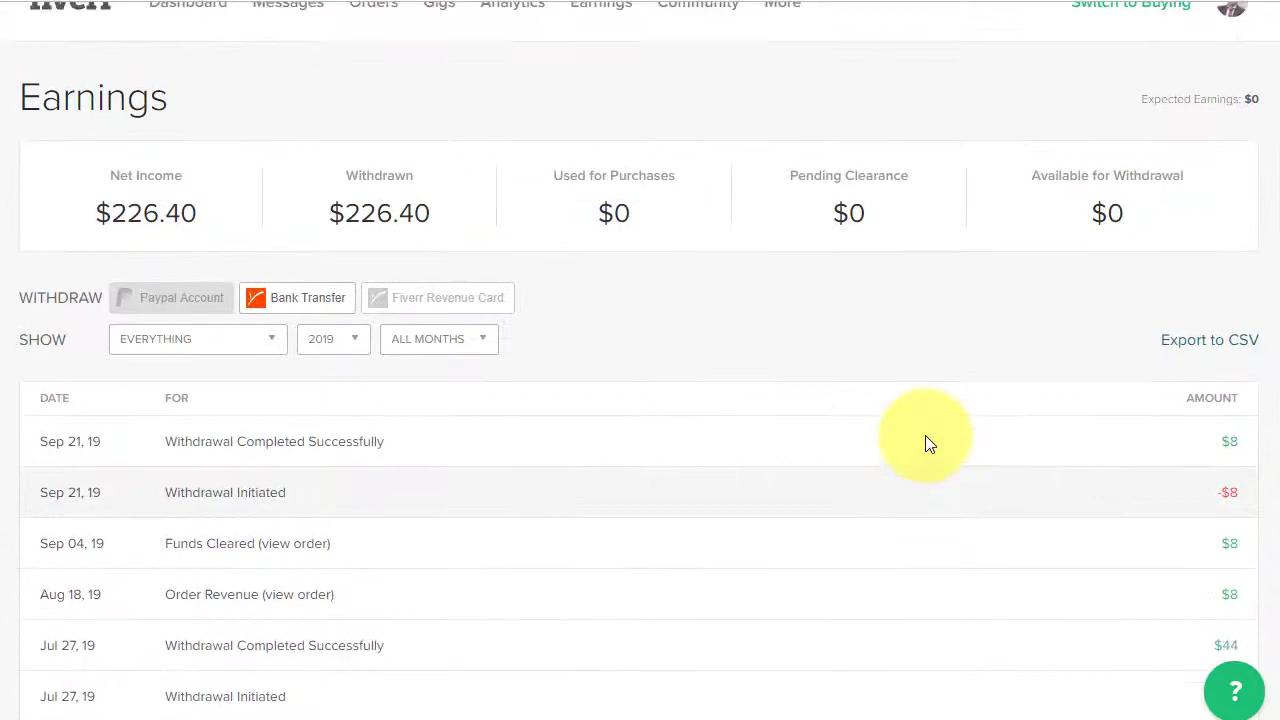 fiverr Dashboard Messages Orders Gigs Analytics Earnings Community More Switch to Buying
Earnings
Expected Earnings: $0
Net Income Withdrawn Used for Purchases Pending Clearance Available for Withdrawal
$226.40 $226.40 $0 $0 $0
WITHDRAW Paypal Account Bank Transfer Fiverr Revenue Card
SHOW EVERYTHING 2019 ALL MONTHS Export to CSV
DATE FOR AMOUNT
Sep 21, 19 Withdrawal Completed Successfully $8
Sep 21, 19 Withdrawal Initiated -$8
Sep 04, 19 Funds Cleared (view order) $8
Aug 18, 19 Order Revenue (view order) $8
Jul 27, 19 Withdrawal Completed Successfully $44
Jul 27, 19 Withdrawal Initiated
?